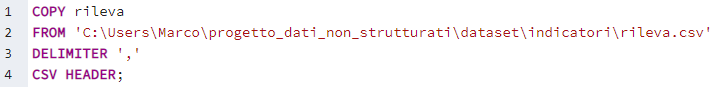 1 COPY rileva
2 FROM 'C:\Users\Marco\progetto_dati_non_strutturati\dataset\indicatori\rileva.csv'
3 DELIMITER ','
4 CSV HEADER;